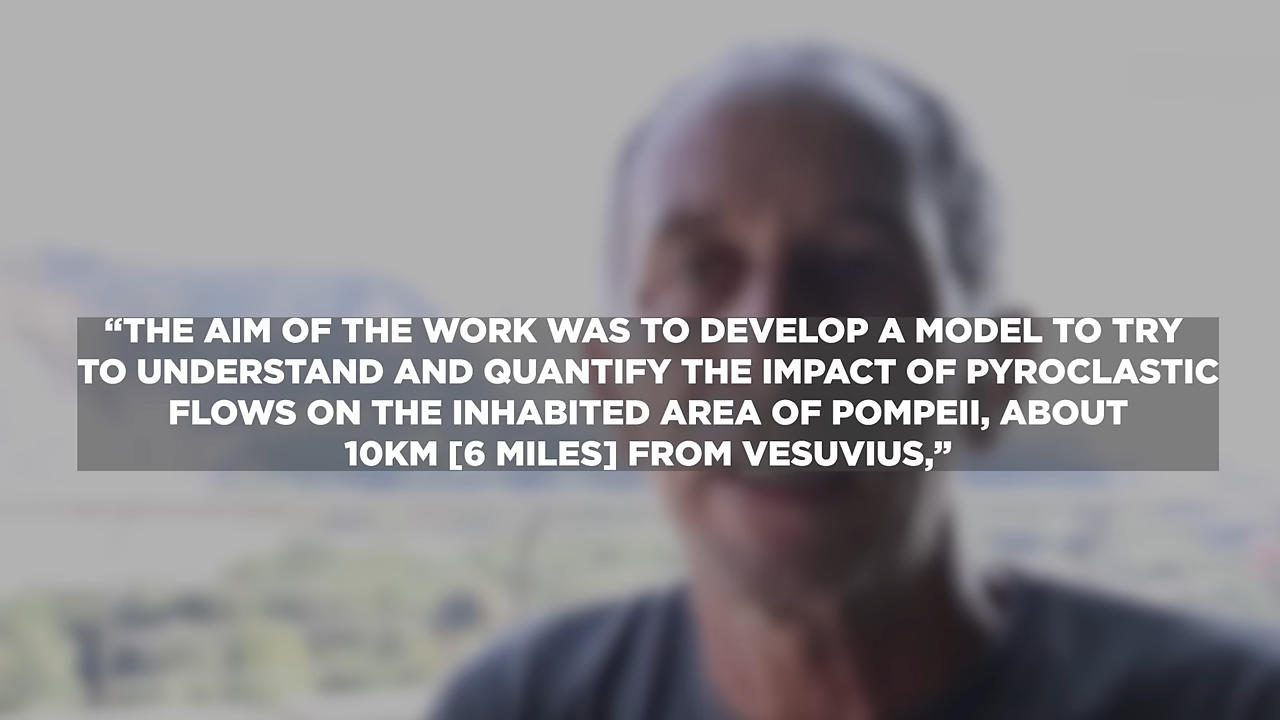 “THE AIM OF THE WORK WAS TO DEVELOP A MODEL TO TRY
TO UNDERSTAND AND QUANTIFY THE IMPACT OF PYROCLASTIC
FLOWS ON THE INHABITED AREA OF POMPEII, ABOUT
10KM [6 MILES] FROM VESUVIUS,”